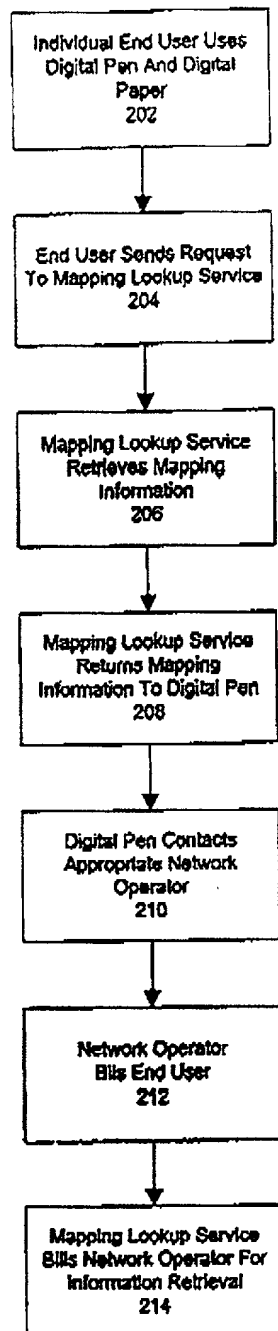 Individual End User Uses
Digital Pen And Digital
Paper
202
End User Sends Request
To Mapping Lookup Service
204
Mapping Lookup Service
Retrieves Mapping
Information
206
Mapping Lookup Service
Returns Mapping
Information To Digital Pen
208
Digital Pen Contacts
Appropriate Network
Operator
210
Network Operator
Bills End User
212
Mapping Lookup Service
Bills Network Operator For
Information Retrieval
214